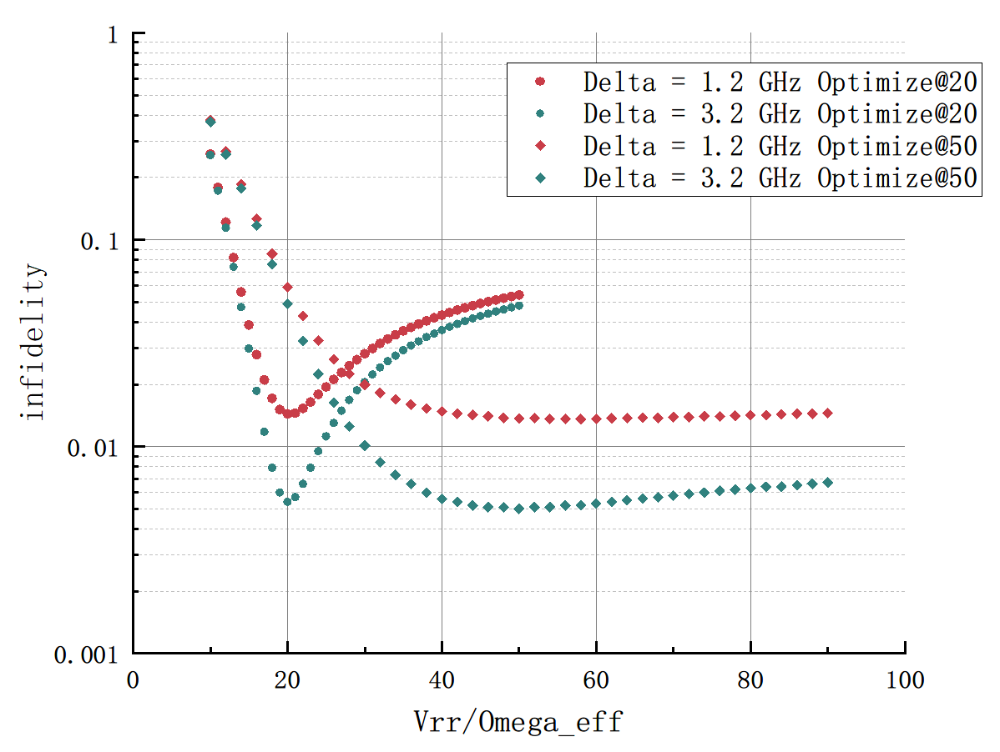 1
0.1
0.01
0.001
infidelity
Delta = 1.2 GHz Optimize@20
Delta = 3.2 GHz Optimize@20
Delta = 1.2 GHz Optimize@50
Delta = 3.2 GHz Optimize@50
0 20 40 60 80 100
Vrr/Omega_eff